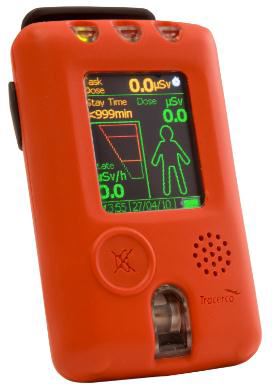 Task
Dose 0.0µSv
Stay Time
<999min
Dose µSv
0.0
Rate
µSv/h
0.0
13:55 27/04/10
Tracerco